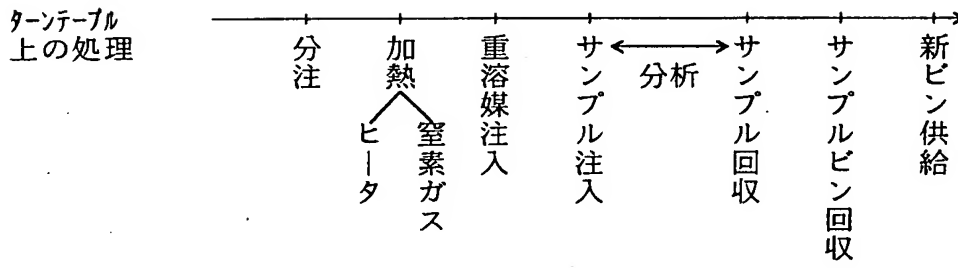 ターンテーブル
上の処理
分注
加熱
ヒータ
窒素ガス
重溶媒注入
サンプル注入
分析
サンプル回収
サンプルビン回収
新ビン供給